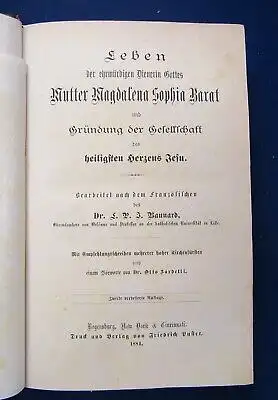 Leben
der ehrwürdigen Dienerin Gottes
Mutter Magdalena Sophia Barat
und
Gründung der Gesellschaft
des
heiligsten Herzens Jesu.
Bearbeitet nach dem Französischen
des
Dr. L. P. J. Baunard,
Ehrendomherr von Orleans und Professor an der katholischen Universität in Lille.
Mit Empfehlungsschreiben mehrerer hoher Kirchenfürsten
und
einem Vorworte von Dr. Otto Zardetti.
Zweite verbesserte Auflage.
Regensburg, New York & Cincinnati.
Druck und Verlag von Friedrich Pustet.
1884.